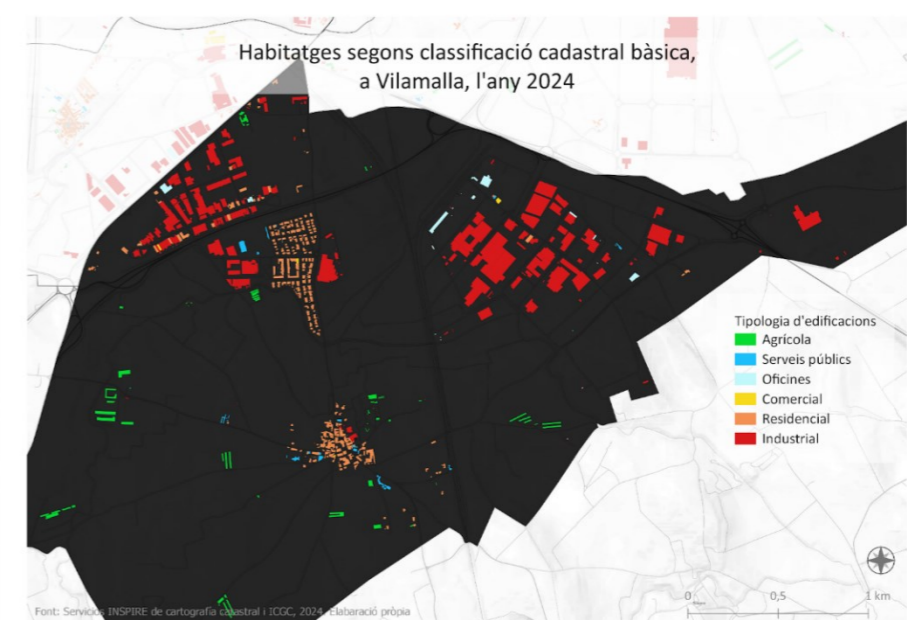 Habitatges segons classificació cadastral bàsica,
a Vilamalla, l'any 2024
Tipologia d'edificacions
Agrícola
Serveis públics
Oficines
Comercial
Residencial
Industrial
0 0,5 1 km
Font: Servicios INSPIRE de cartografía catastral i ICGC, 2024. Elabaració pròpia